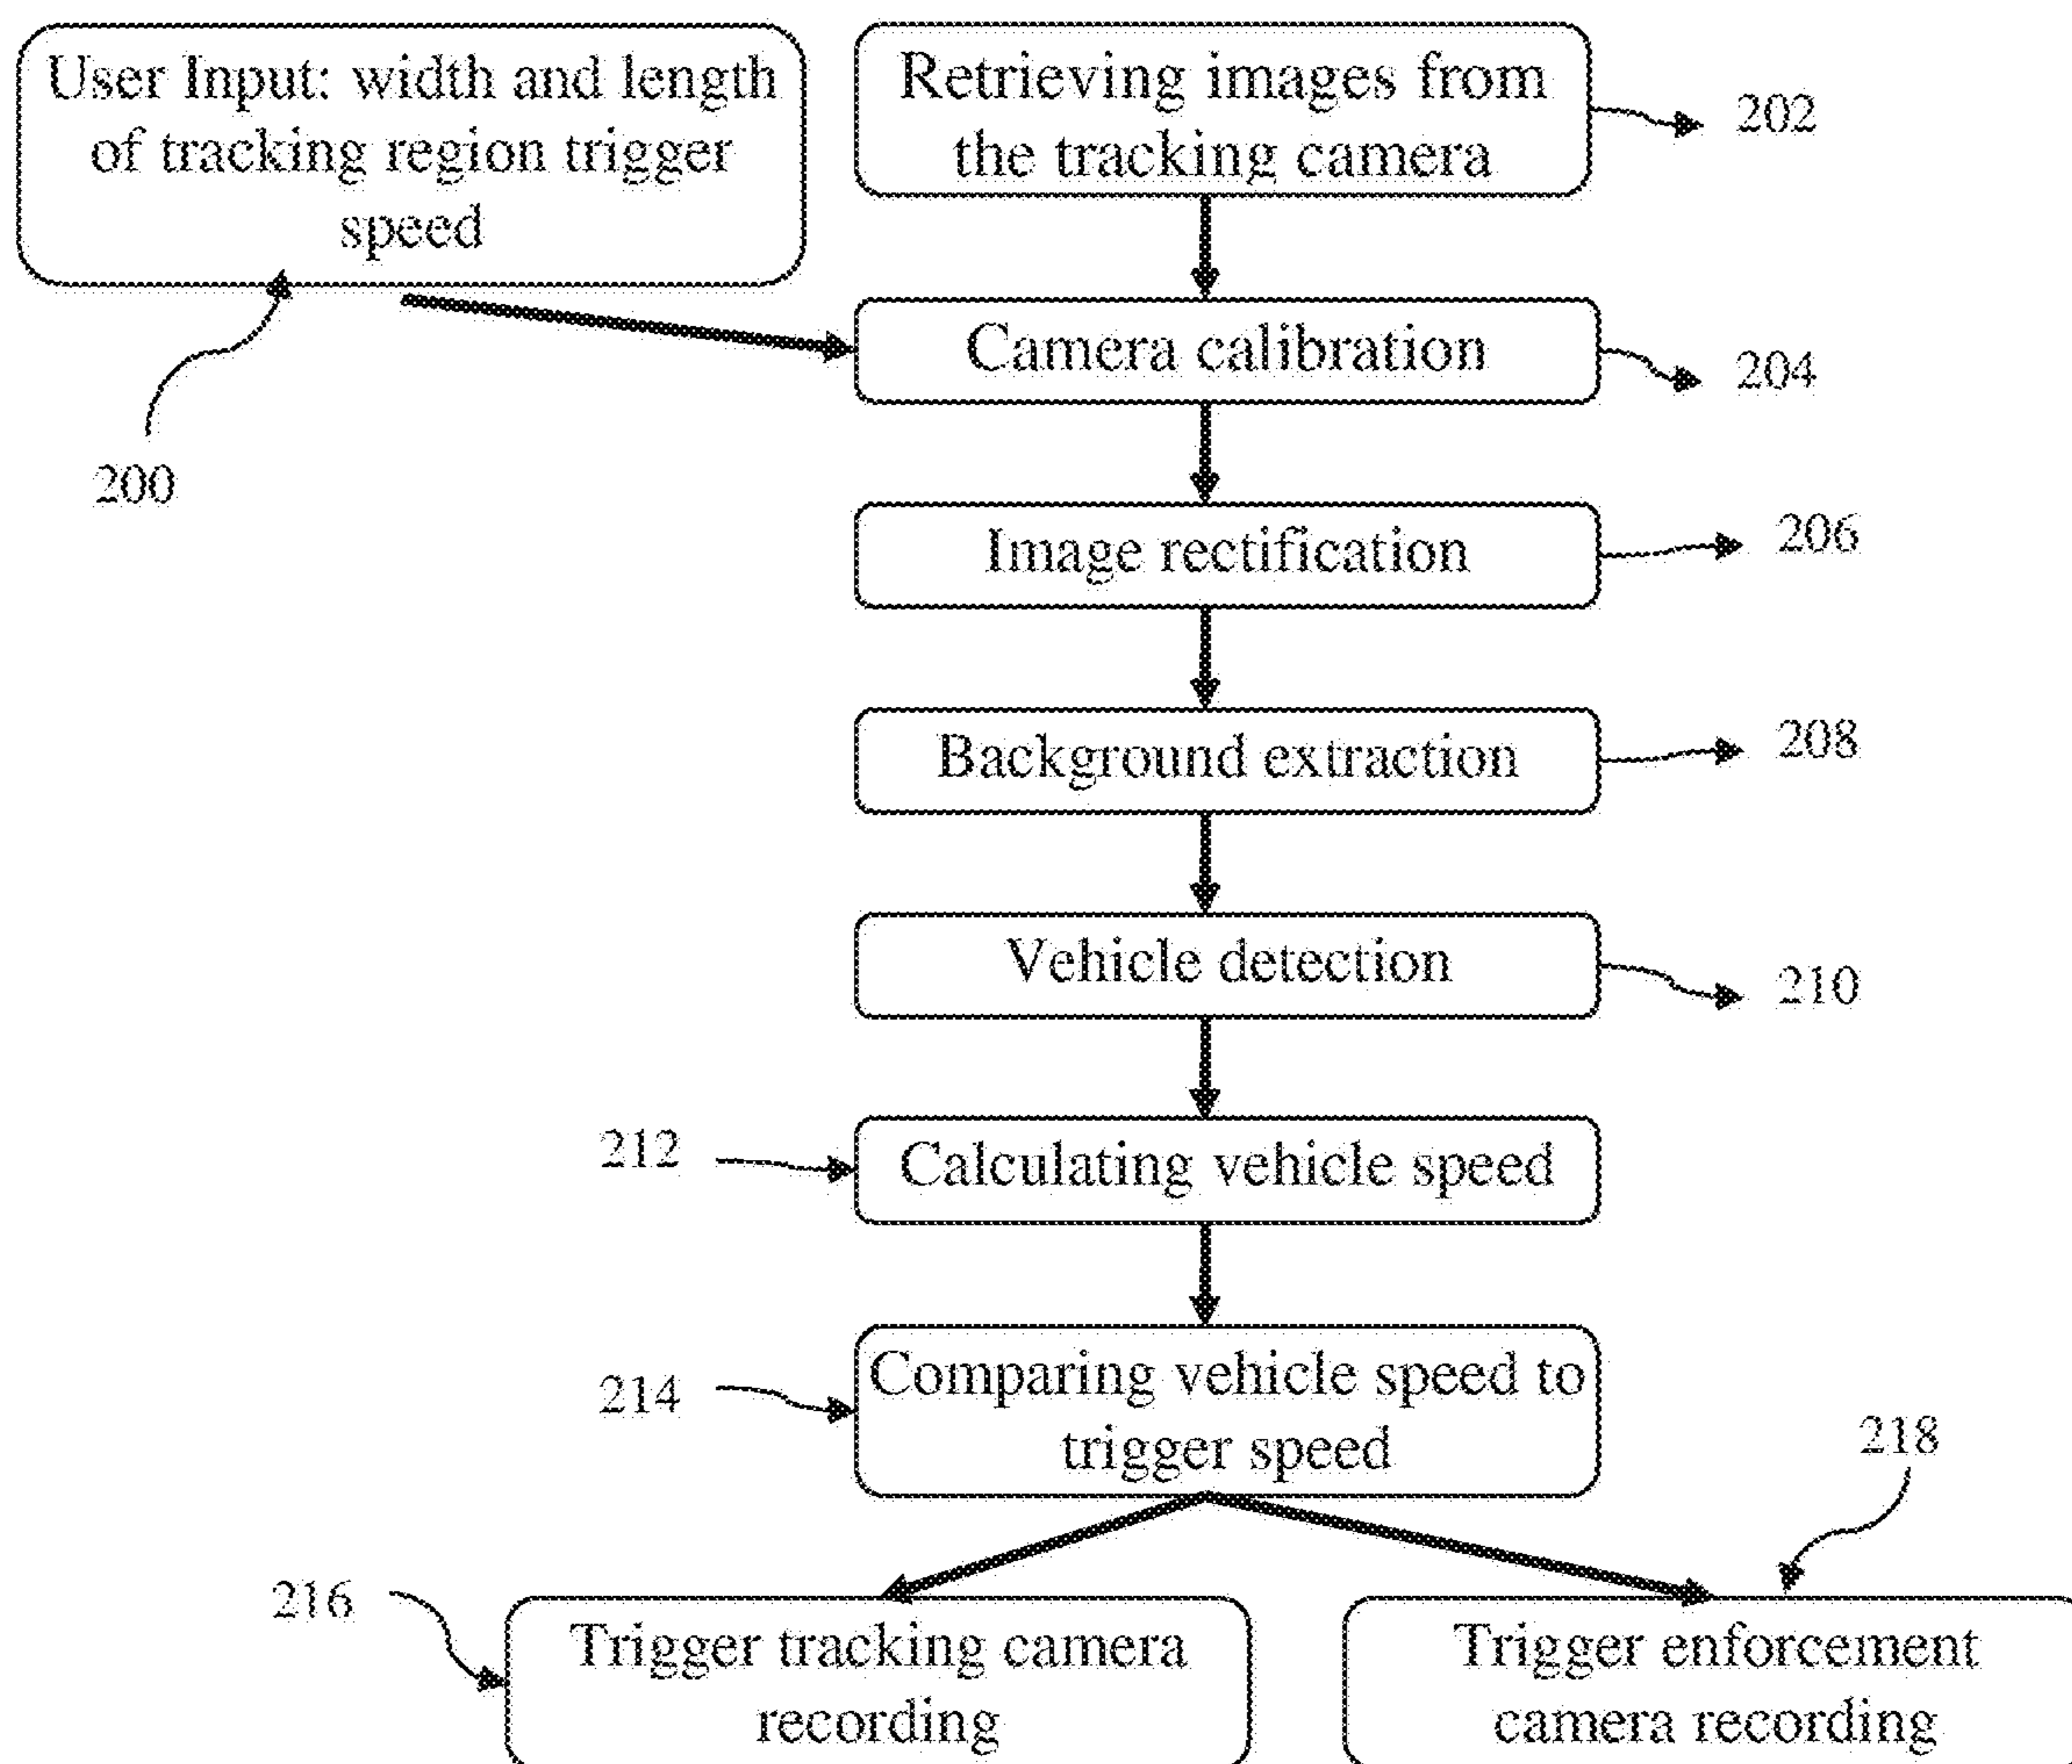 User Input: width and length
of tracking region trigger
speed
200
Retrieving images from
the tracking camera
202
Camera calibration
204
Image rectification
206
Background extraction
208
Vehicle detection
210
212
Calculating vehicle speed
214
Comparing vehicle speed to
trigger speed
216
Trigger tracking camera
recording
218
Trigger enforcement
camera recording